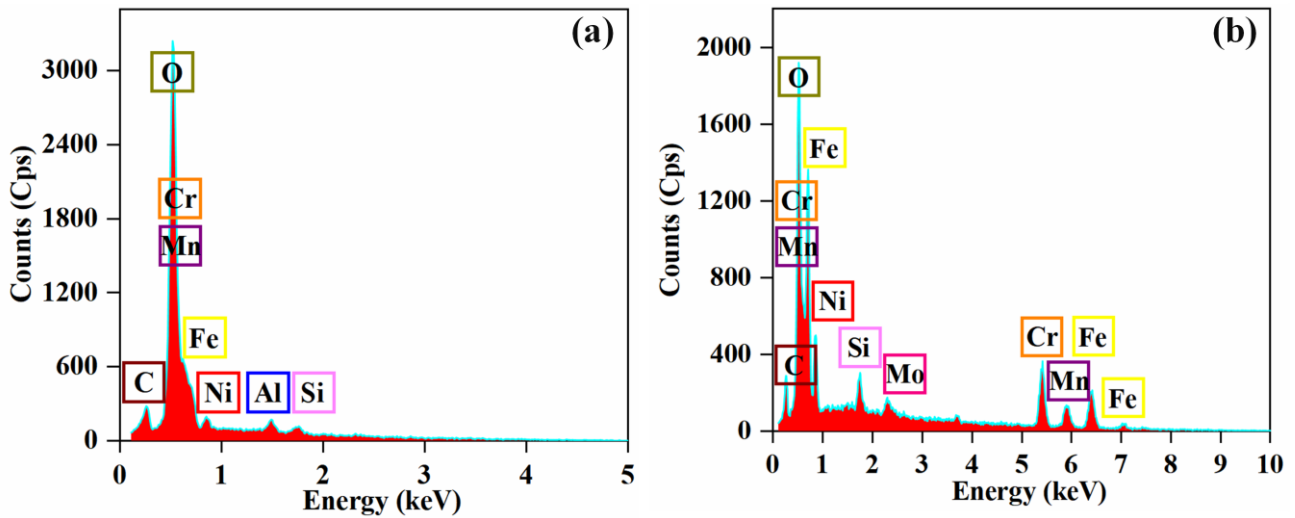 (a)
Counts (Cps)
3000
2400
1800
1200
600
0
O
Cr
Mn
Fe
C
Ni
Al
Si
0 1 2 3 4 5
Energy (keV)
(b)
Counts (Cps)
2000
1600
1200
800
400
0
O
Fe
Cr
Mn
Ni
C
Si
Mo
Cr
Fe
Mn
Fe
0 1 2 3 4 5 6 7 8 9 10
Energy (keV)